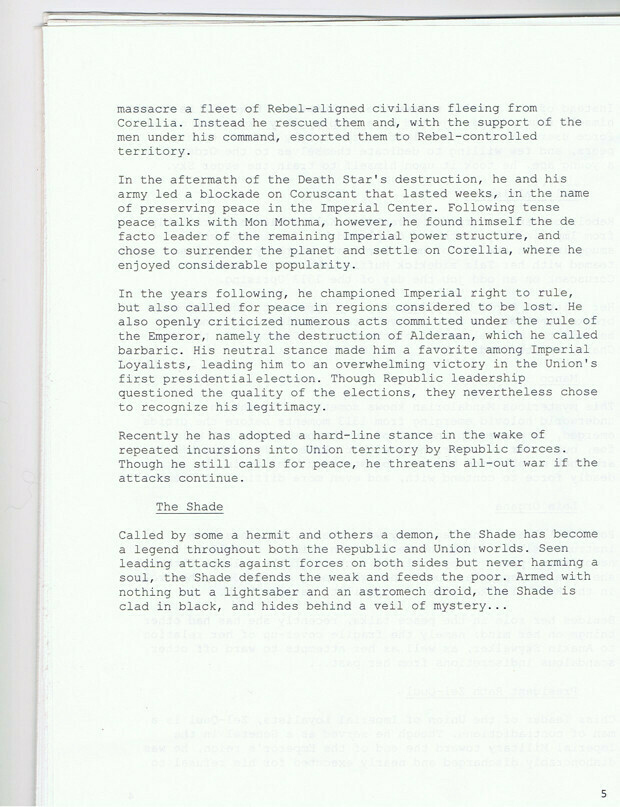 massacre a fleet of Rebel-aligned civilians fleeing from
Corellia. Instead he rescued them and, with the support of the
men under his command, escorted them to Rebel-controlled
territory.
In the aftermath of the Death Star's destruction, he and his
army led a blockade on Coruscant that lasted weeks, in the name
of preserving peace in the Imperial Center. Following tense
peace talks with Mon Mothma, however, he found himself the de
facto leader of the remaining Imperial power structure, and
chose to surrender the planet and settle on Corellia, where he
enjoyed considerable popularity.
In the years following, he championed Imperial right to rule,
but also called for peace in regions considered to be lost. He
also openly criticized numerous acts committed under the rule of
the Emperor, namely the destruction of Alderaan, which he called
barbaric. His neutral stance made him a favorite among Imperial
Loyalists, leading him to an overwhelming victory in the Union's
first presidential election. Though Republic leadership
questioned the quality of the elections, they nevertheless chose
to recognize his legitimacy.
Recently he has adopted a hard-line stance in the wake of
repeated incursions into Union territory by Republic forces.
Though he still calls for peace, he threatens all-out war if the
attacks continue.
The Shade
Called by some a hermit and others a demon, the Shade has become
a legend throughout both the Republic and Union worlds. Seen
leading attacks against forces on both sides but never harming a
soul, the Shade defends the weak and feeds the poor. Armed with
nothing but a lightsaber and an astromech droid, the Shade is
clad in black, and hides behind a veil of mystery...
5